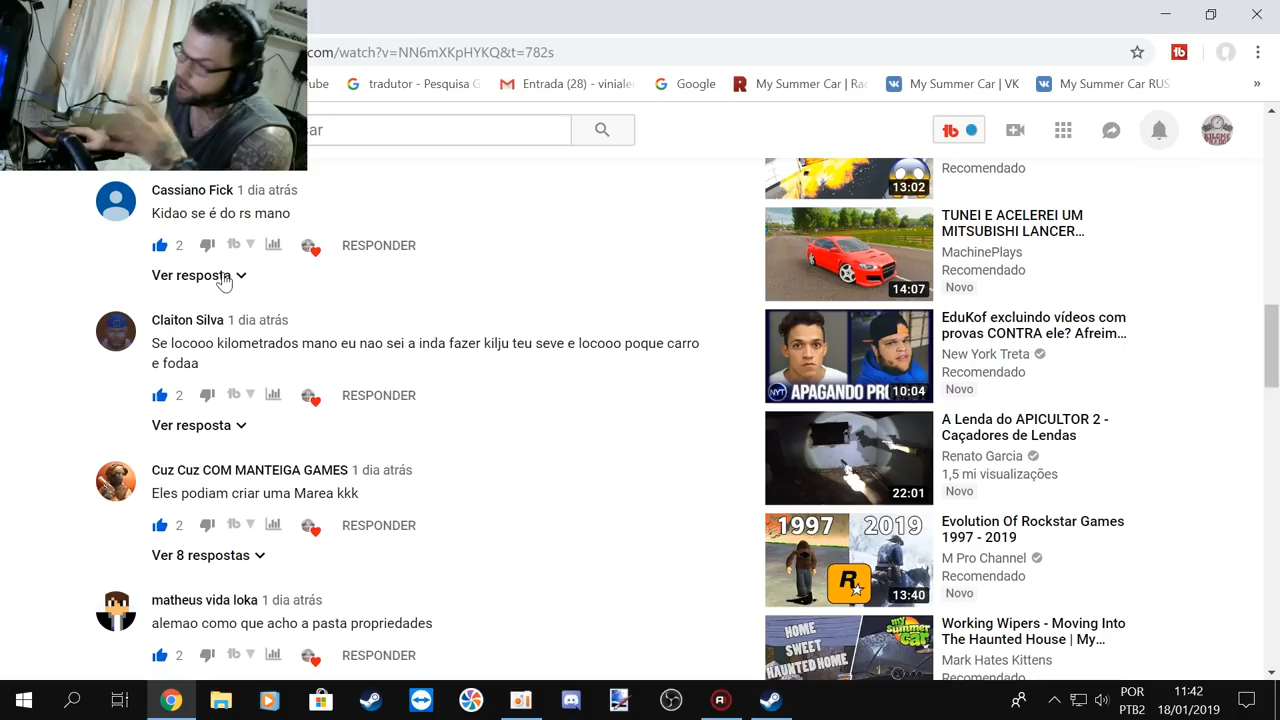 com/watch?v=NN6mXKpHYKQ&t=782s
ube
tradutor - Pesquisa G
Entrada (28) - vinialer
Google
My Summer Car | Rac
My Summer Car | VK
My Summer Car RUS
ar
Cassiano Fick 1 dia atrás
Kidao se é do rs mano
2 RESPONDER
Ver resposta
Claiton Silva 1 dia atrás
Se locooo kilometrados mano eu nao sei a inda fazer kilju teu seve e locooo poque carro
e fodaa
2 RESPONDER
Ver resposta
Cuz Cuz COM MANTEIGA GAMES 1 dia atrás
Eles podiam criar uma Marea kkk
2 RESPONDER
Ver 8 respostas
matheus vida loka 1 dia atrás
alemao como que acho a pasta propriedades
2 RESPONDER
13:02
Recomendado
14:07
TUNEI E ACELEREI UM
MITSUBISHI LANCER...
MachinePlays
Recomendado
Novo
NYT APAGANDO PRO
10:04
EduKof excluindo vídeos com
provas CONTRA ele? Afreim...
New York Treta
Recomendado
Novo
22:01
A Lenda do APICULTOR 2 -
Caçadores de Lendas
Renato Garcia
1,5 mi visualizações
Novo
1997 2019
R
13:40
Evolution Of Rockstar Games
1997 - 2019
M Pro Channel
Recomendado
Novo
HOME
SWEET
HAUNTED HOME
my
summer
car
Working Wipers - Moving Into
The Haunted House | My...
Mark Hates Kittens
Recomendado
POR
PTB2
11:42
18/01/2019